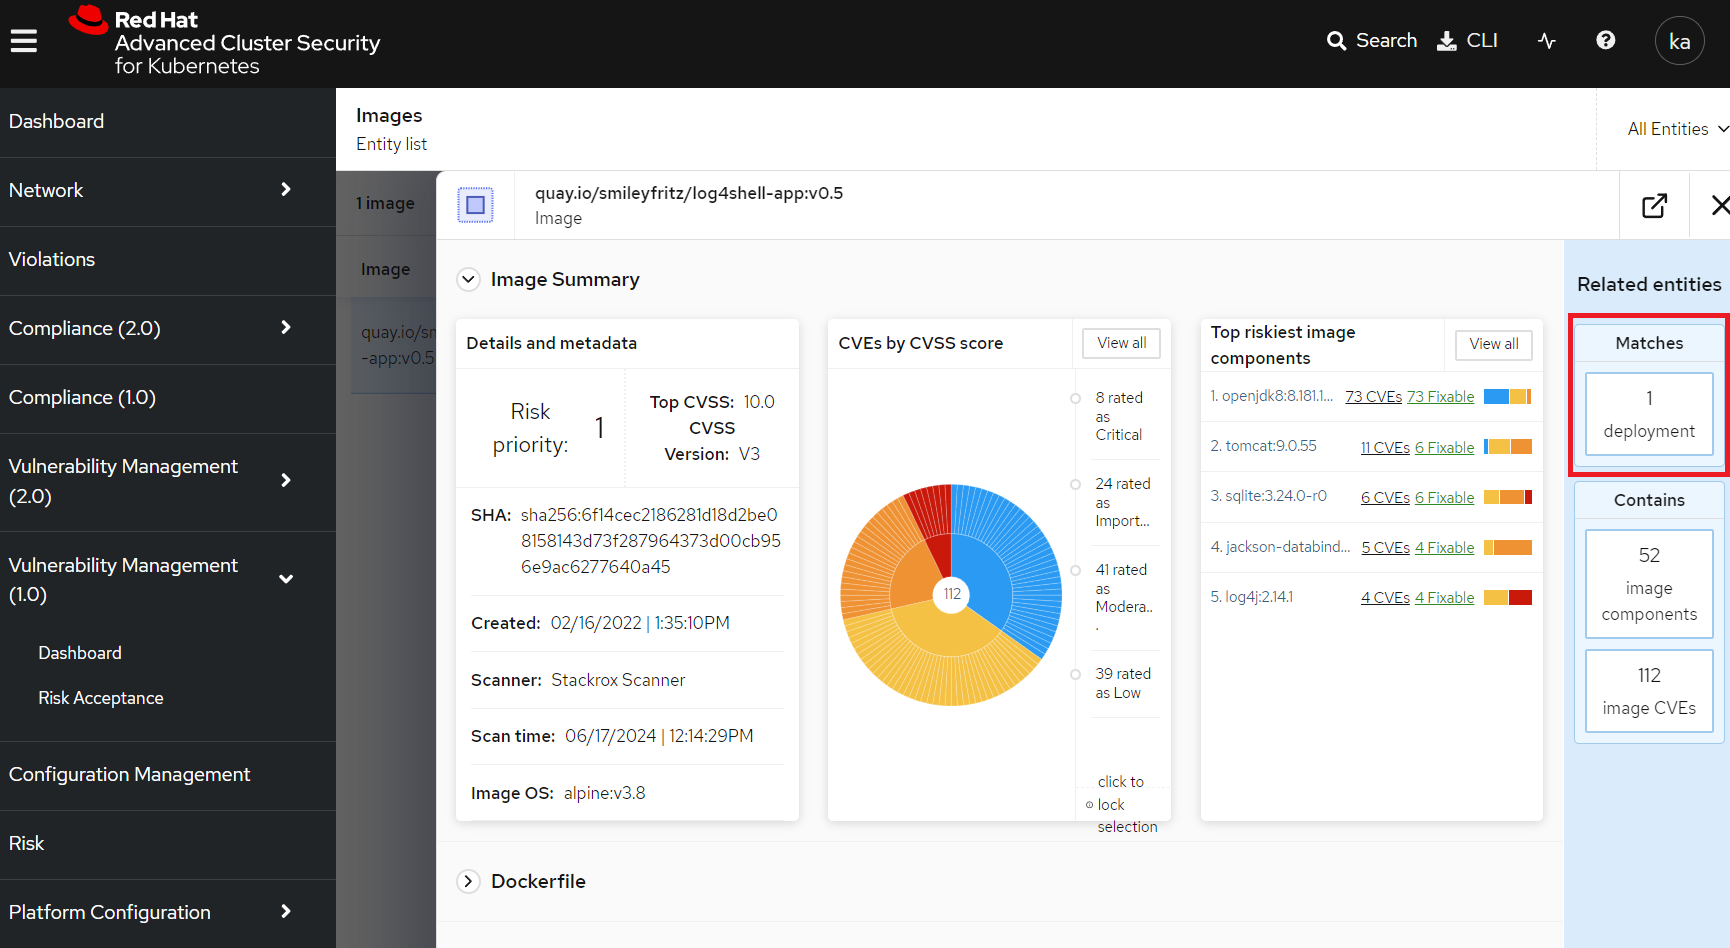 Red Hat
Advanced Cluster Security
for Kubernetes
Search
CLI
ka
Dashboard
Network
Violations
Compliance (2.0)
Compliance (1.0)
Vulnerability Management
(2.0)
Vulnerability Management
(1.0)
Dashboard
Risk Acceptance
Configuration Management
Risk
Platform Configuration
Images
Entity list
All Entities
1 image
Image
quay.io/sm
-app:v0.5
quay.io/smileyfritz/log4shell-app:v0.5
Image
Image Summary
Details and metadata
Risk
priority:
1
Top CVSS: 10.0
CVSS
Version: V3
SHA: sha256:6f14cec2186281d18d2be0
8158143d73f287964373d00cb95
6e9ac6277640a45
Created: 02/16/2022 | 1:35:10PM
Scanner: Stackrox Scanner
Scan time: 06/17/2024 | 12:14:29PM
Image OS: alpine:v3.8
CVEs by CVSS score
View all
112
8 rated
as
Critical
24 rated
as
Import...
41 rated
as
Modera..
.
39 rated
as Low
click to
lock
selection
Top riskiest image
components
View all
1. openjdk8:8.181.1... 73 CVEs 73 Fixable
2. tomcat:9.0.55 11 CVEs 6 Fixable
3. sqlite:3.24.0-r0 6 CVEs 6 Fixable
4. jackson-databind... 5 CVEs 4 Fixable
5. log4j:2.14.1 4 CVEs 4 Fixable
Dockerfile
Related entities
Matches
1
deployment
Contains
52
image
components
112
image CVEs